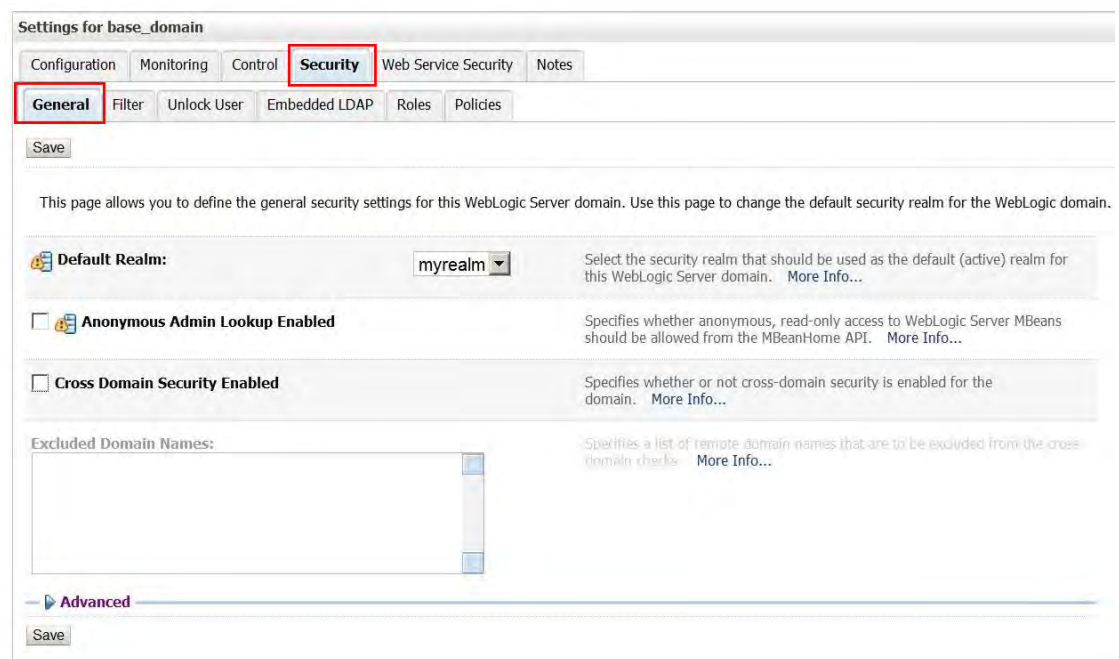 Settings for base_domain
Configuration Monitoring Control Security Web Service Security Notes
General Filter Unlock User Embedded LDAP Roles Policies
Save
This page allows you to define the general security settings for this WebLogic Server domain. Use this page to change the default security realm for the WebLogic domain.
Default Realm: myrealm
Select the security realm that should be used as the default (active) realm for
this WebLogic Server domain. More Info...
Anonymous Admin Lookup Enabled
Specifies whether anonymous, read-only access to WebLogic Server MBeans
should be allowed from the MBeanHome API. More Info...
Cross Domain Security Enabled
Specifies whether or not cross-domain security is enabled for the
domain. More Info...
Excluded Domain Names:
Specifies a list of remote domain names that are to be excluded from the cross
domain checks More Info...
Advanced
Save